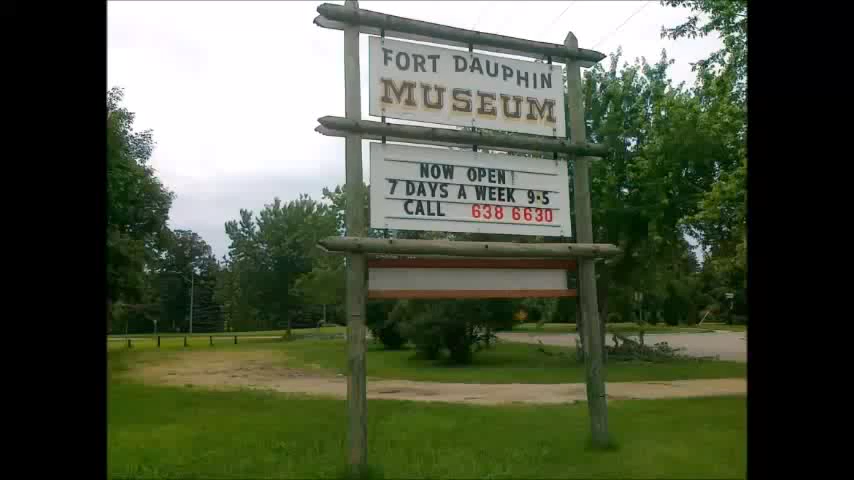 FORT DAUPHIN
MUSEUM
NOW OPEN!
7 DAYS A WEEK 9-5
CALL 638 6630